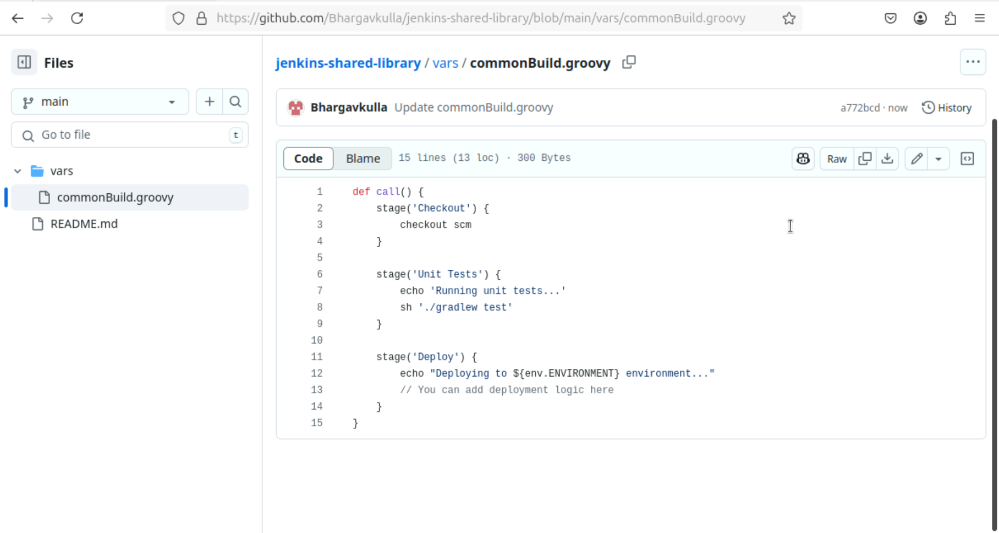 https://github.com/Bhargavkulla/jenkins-shared-library/blob/main/vars/commonBuild.groovy
Files
main
Go to file
t
vars
commonBuild.groovy
README.md
jenkins-shared-library / vars / commonBuild.groovy
Bhargavkulla Update commonBuild.groovy
a772bcd · now History
Code Blame 15 lines (13 loc) · 300 Bytes
Raw
1 def call() {
2     stage('Checkout') {
3         checkout scm
4     }
5
6     stage('Unit Tests') {
7         echo 'Running unit tests...'
8         sh './gradlew test'
9     }
10
11     stage('Deploy') {
12         echo "Deploying to ${env.ENVIRONMENT} environment..."
13         // You can add deployment logic here
14     }
15 }